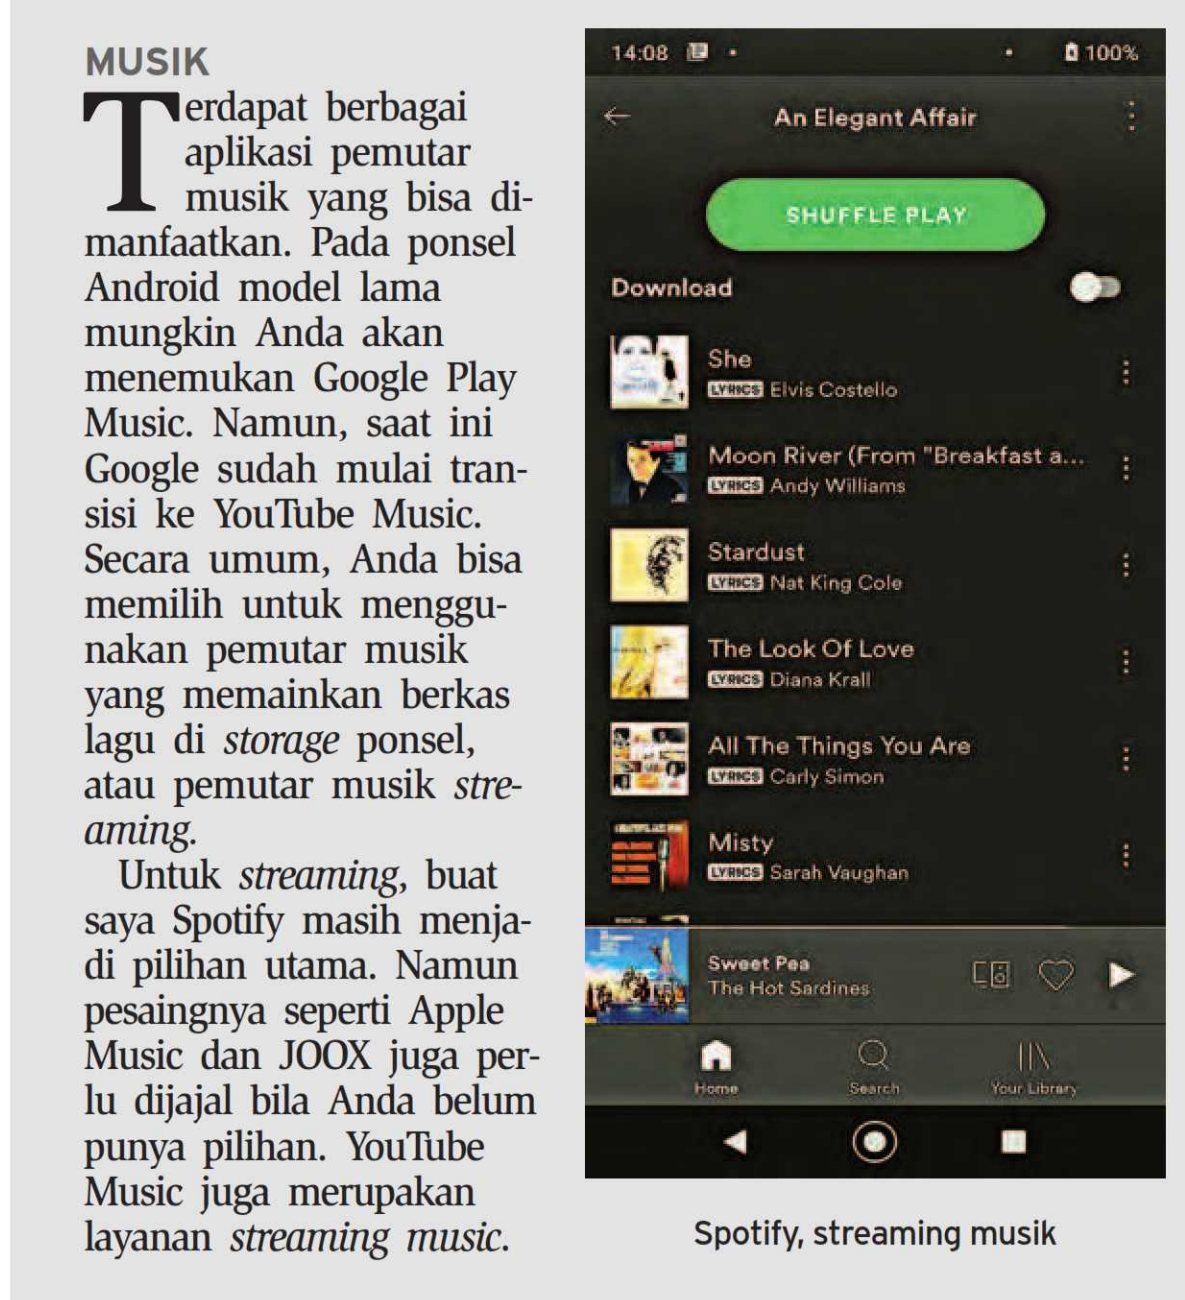 MUSIK
Terdapat berbagai
aplikasi pemutar
musik yang bisa di-
manfaatkan. Pada ponsel
Android model lama
mungkin Anda akan
menemukan Google Play
Music. Namun, saat ini
Google sudah mulai tran-
sisi ke YouTube Music.
Secara umum, Anda bisa
memilih untuk menggu-
nakan pemutar musik
yang memainkan berkas
lagu di storage ponsel,
atau pemutar musik stre-
aming.
Untuk streaming, buat
saya Spotify masih menja-
di pilihan utama. Namun
pesaingnya seperti Apple
Music dan JOOX juga per-
lu dijajal bila Anda belum
punya pilihan. YouTube
Music juga merupakan
layanan streaming music.
14:08 100%
An Elegant Affair
SHUFFLE PLAY
Download
She
LYRICS Elvis Costello
Moon River (From "Breakfast a...
LYRICS Andy Williams
Stardust
LYRICS Nat King Cole
The Look Of Love
LYRICS Diana Krall
All The Things You Are
LYRICS Carly Simon
Misty
LYRICS Sarah Vaughan
Sweet Pea
The Hot Sardines
Home Search Your Library
Spotify, streaming musik